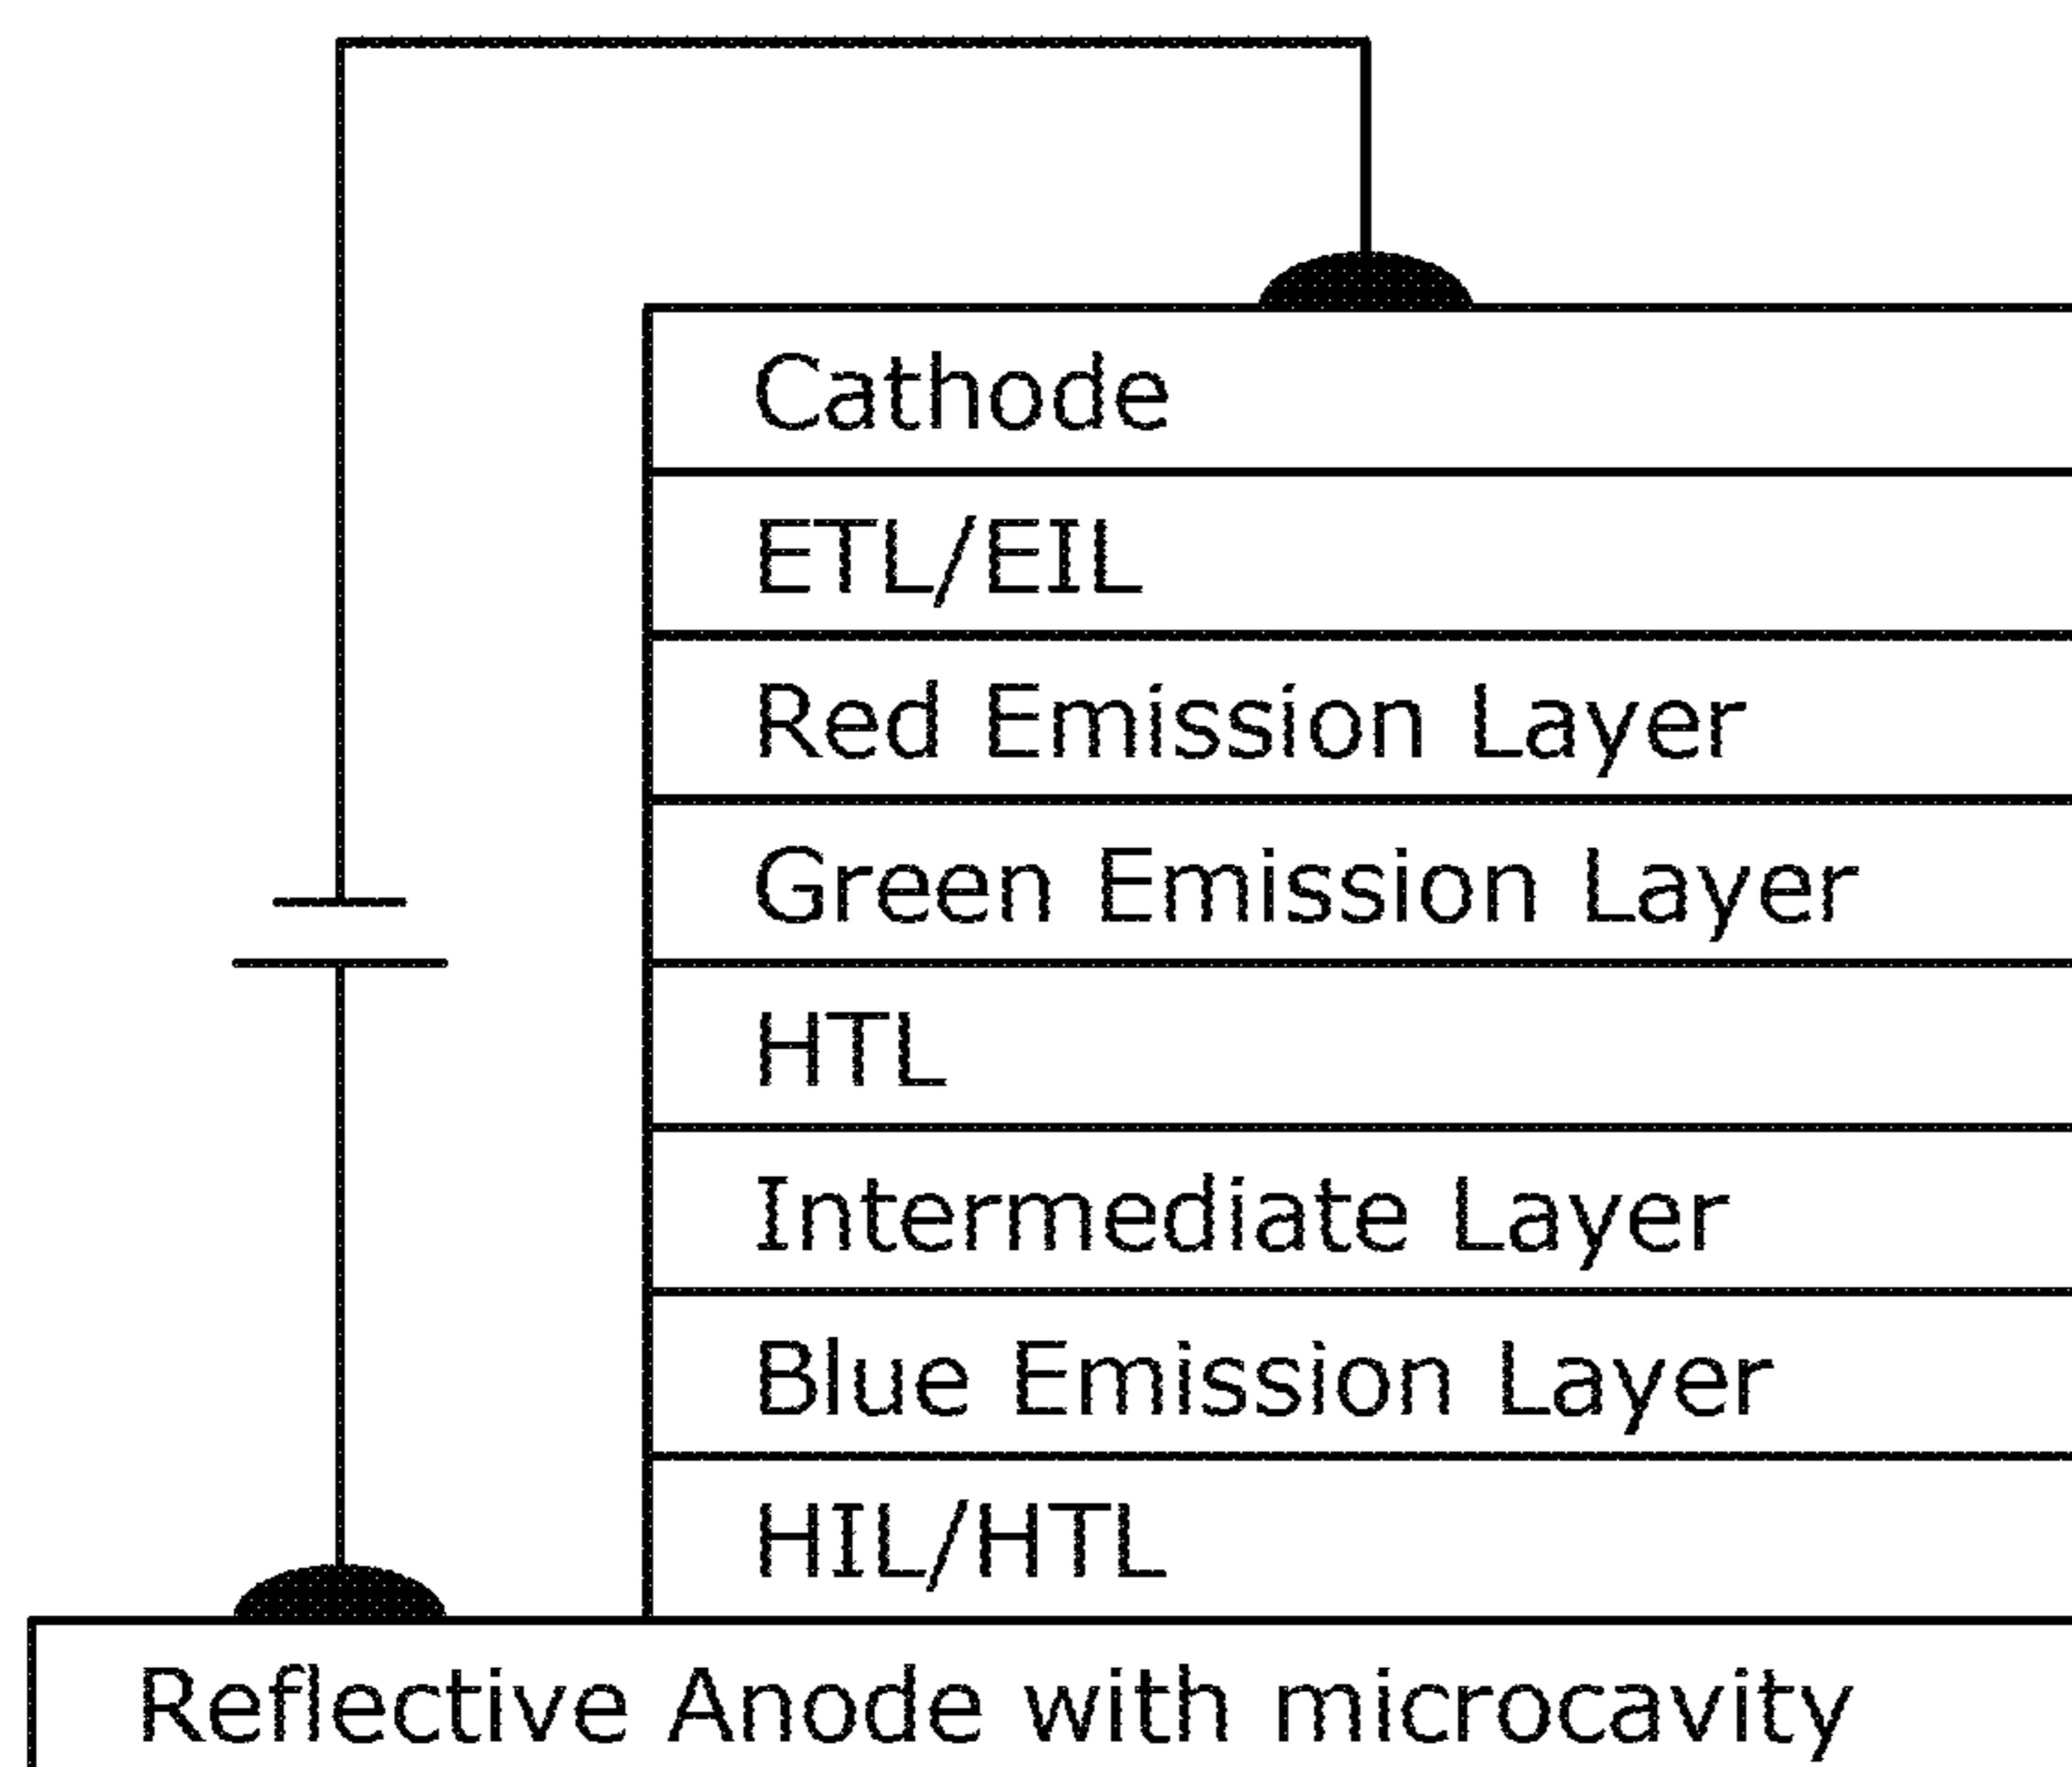 Cathode
ETL/EIL
Red Emission Layer
Green Emission Layer
HTL
Intermediate Layer
Blue Emission Layer
HIL/HTL
Reflective Anode with microcavity